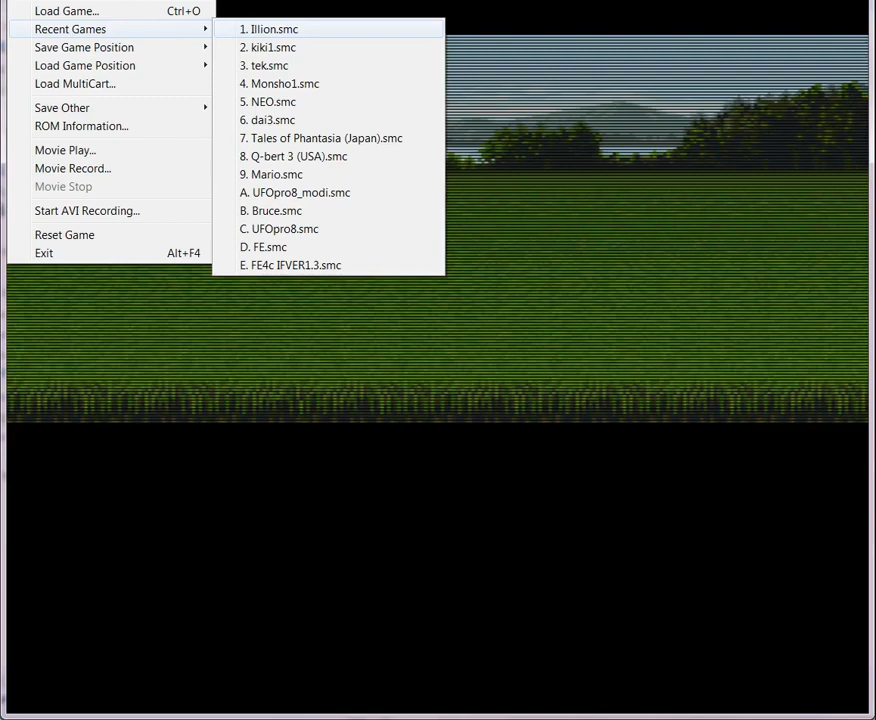 Load Game... Ctrl+O
Recent Games
Save Game Position
Load Game Position
Load MultiCart...
Save Other
ROM Information...
Movie Play...
Movie Record...
Movie Stop
Start AVI Recording...
Reset Game
Exit Alt+F4
1. Illion.smc
2. kiki1.smc
3. tek.smc
4. Monsho1.smc
5. NEO.smc
6. dai3.smc
7. Tales of Phantasia (Japan).smc
8. Q-bert 3 (USA).smc
9. Mario.smc
A. UFOpro8_modi.smc
B. Bruce.smc
C. UFOpro8.smc
D. FE.smc
E. FE4c IFVER1.3.smc